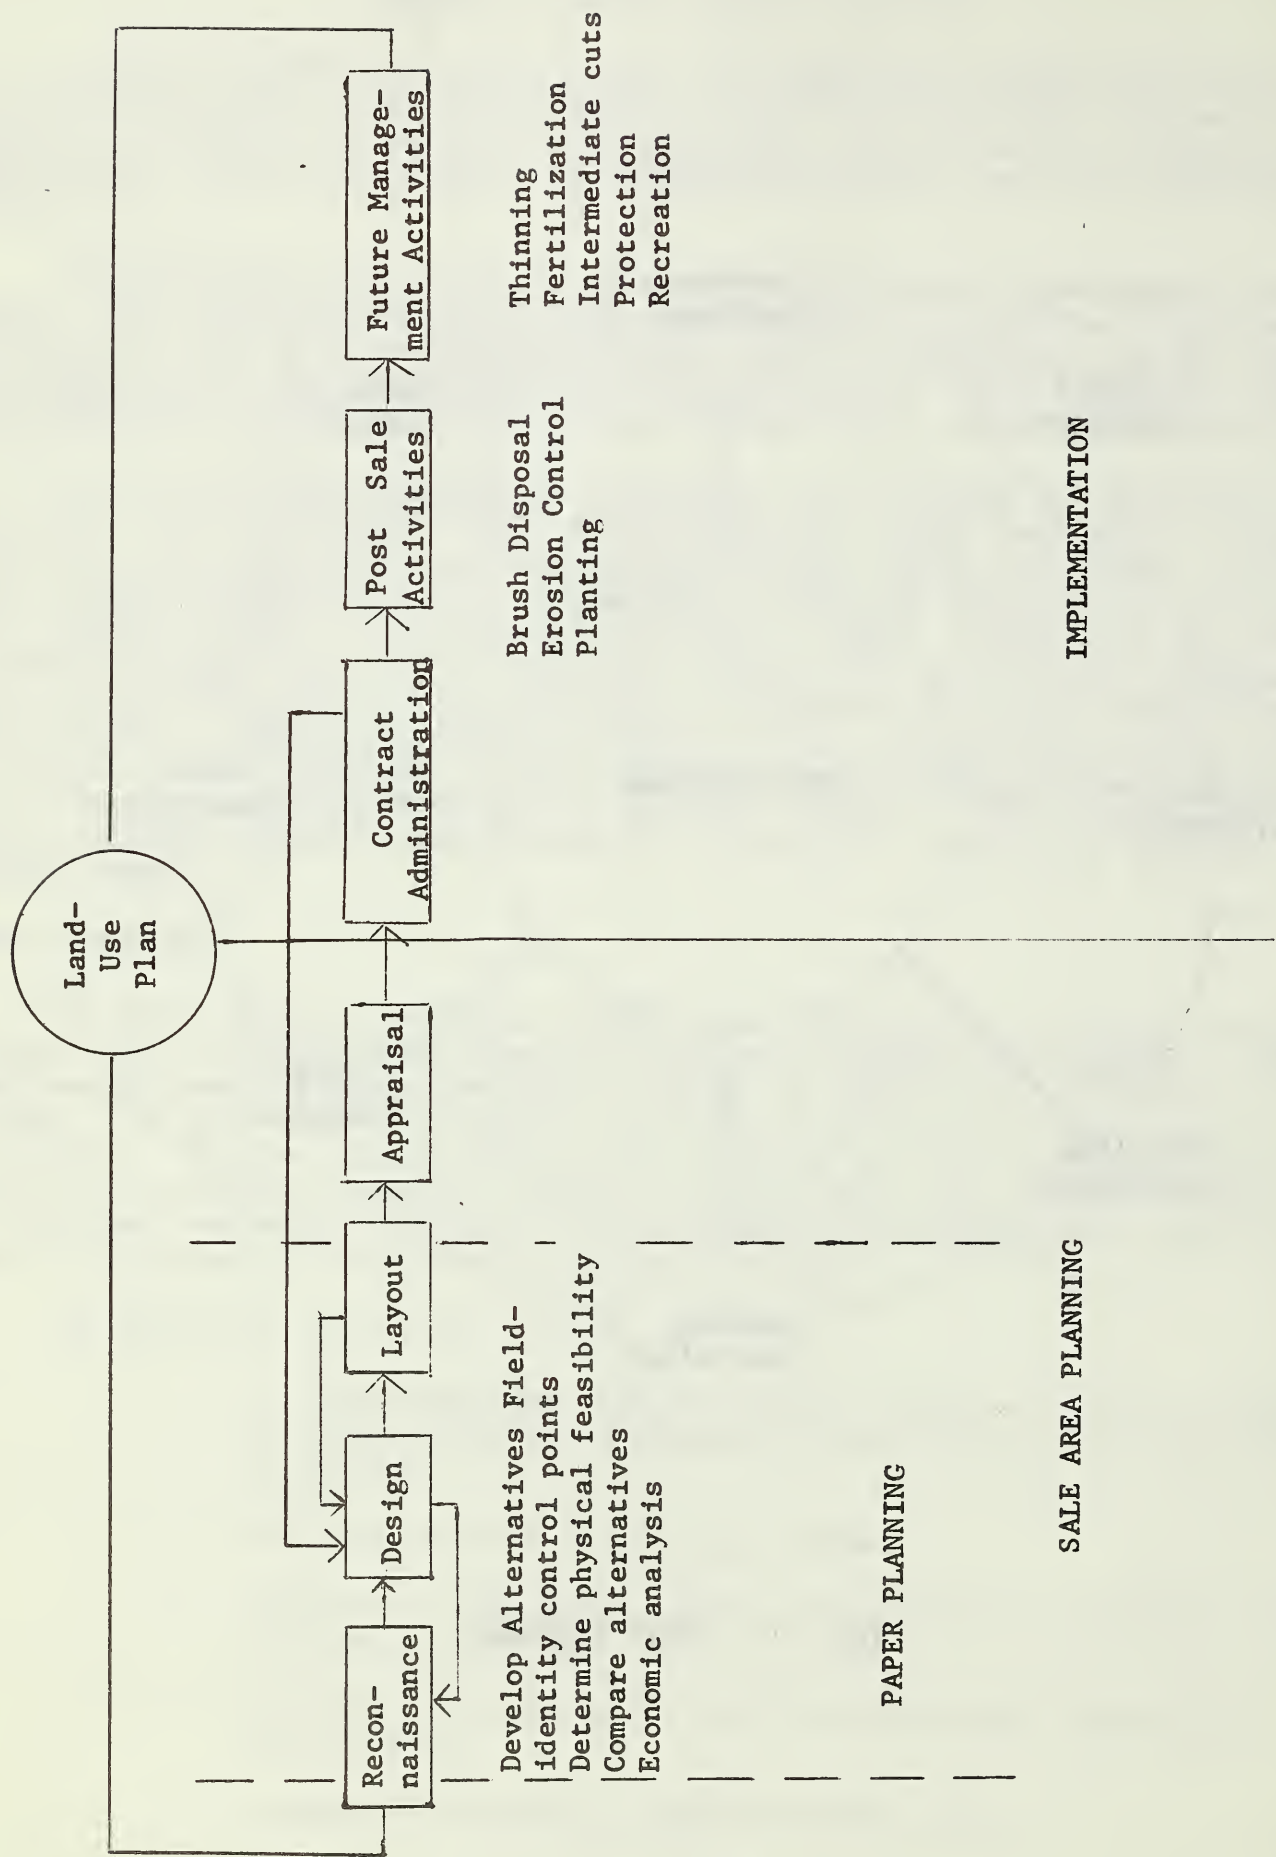 Land-
Use
Plan
Recon-
naissance
Design
Layout
Appraisal
Contract
Administration
Post Sale
Activities
Future Manage-
ment Activities
Develop Alternatives Field-
identity control points
Determine physical feasibility
Compare alternatives
Economic analysis
Brush Disposal
Erosion Control
Planting
Thinning
Fertilization
Intermediate cuts
Protection
Recreation
PAPER PLANNING
SALE AREA PLANNING
IMPLEMENTATION